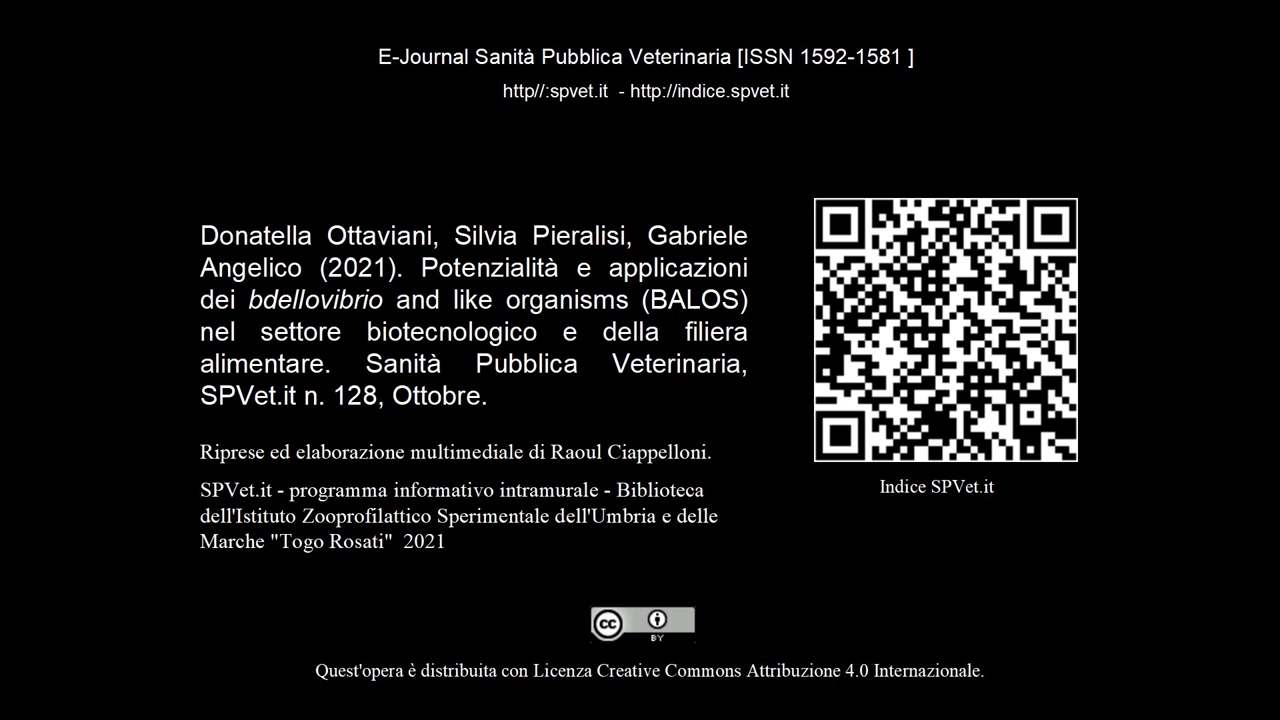 E-Journal Sanità Pubblica Veterinaria [ISSN 1592-1581 ]
http//:spvet.it - http://indice.spvet.it
Donatella Ottaviani, Silvia Pieralisi, Gabriele
Angelico (2021). Potenzialità e applicazioni
dei bdellovibrio and like organisms (BALOS)
nel settore biotecnologico e della filiera
alimentare. Sanità Pubblica Veterinaria,
SPVet.it n. 128, Ottobre.
Riprese ed elaborazione multimediale di Raoul Ciappelloni.
SPVet.it - programma informativo intramurale - Biblioteca
dell'Istituto Zooprofilattico Sperimentale dell'Umbria e delle
Marche "Togo Rosati" 2021
Indice SPVet.it
cc
BY
Quest'opera è distribuita con Licenza Creative Commons Attribuzione 4.0 Internazionale.